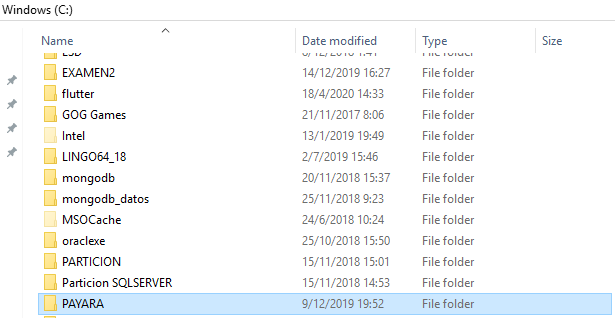 Windows (C:)
Name Date modified Type Size
EXAMEN2 14/12/2019 16:27 File folder
flutter 18/4/2020 14:33 File folder
GOG Games 21/11/2017 8:06 File folder
Intel 13/1/2019 19:49 File folder
LINGO64_18 2/7/2019 15:46 File folder
mongodb 20/11/2018 15:37 File folder
mongodb_datos 25/11/2018 9:23 File folder
MSOCache 24/6/2018 10:24 File folder
oraclexe 25/10/2018 15:50 File folder
PARTICION 15/11/2018 15:01 File folder
Particion SQLSERVER 15/11/2018 14:53 File folder
PAYARA 9/12/2019 19:52 File folder